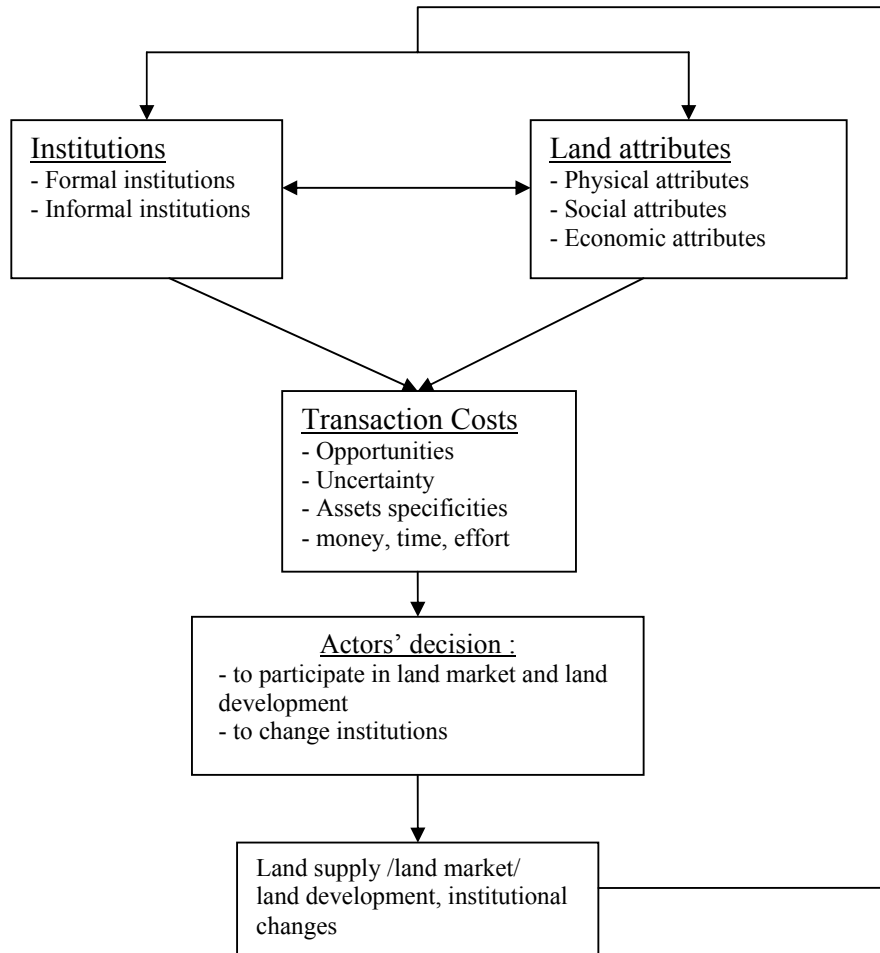 Institutions
- Formal institutions
- Informal institutions
Land attributes
- Physical attributes
- Social attributes
- Economic attributes
Transaction Costs
- Opportunities
- Uncertainty
- Assets specificities
- money, time, effort
Actors’ decision :
- to participate in land market and land
development
- to change institutions
Land supply /land market/
land development, institutional
changes